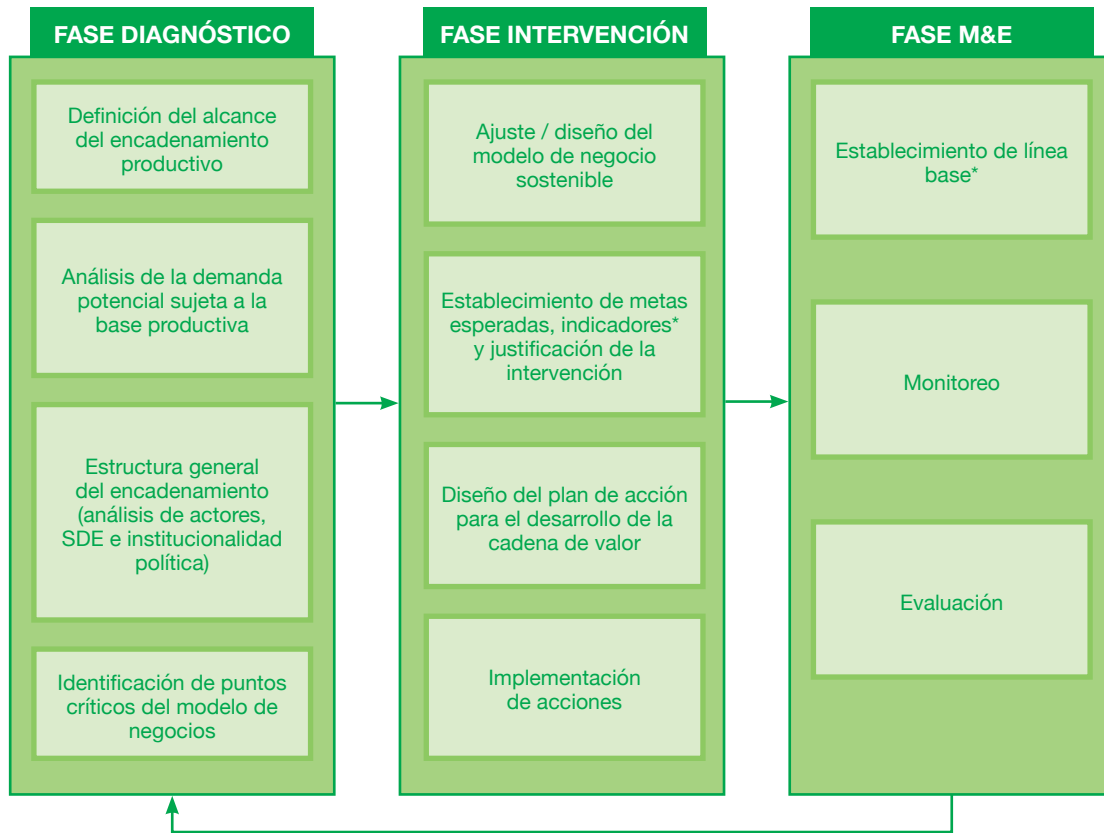 FASE DIAGNÓSTICO
Definición del alcance
del encadenamiento
productivo
Análisis de la demanda
potencial sujeta a la
base productiva
Estructura general
del encadenamiento
(análisis de actores,
SDE e institucionalidad
política)
Identificación de puntos
críticos del modelo de
negocios
FASE INTERVENCIÓN
Ajuste / diseño del
modelo de negocio
sostenible
Establecimiento de metas
esperadas, indicadores*
y justificación de la
intervención
Diseño del plan de acción
para el desarrollo de la
cadena de valor
Implementación
de acciones
FASE M&E
Establecimiento de línea
base*
Monitoreo
Evaluación